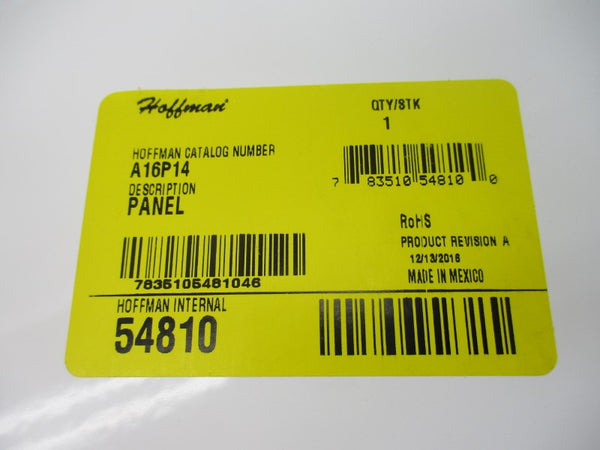 Hoffman
QTY/STK
1
HOFFMAN CATALOG NUMBER
A16P14
DESCRIPTION
PANEL
7 83510 54810 0
RoHS
PRODUCT REVISION A
12/13/2016
MADE IN MEXICO
7835105481046
HOFFMAN INTERNAL
54810